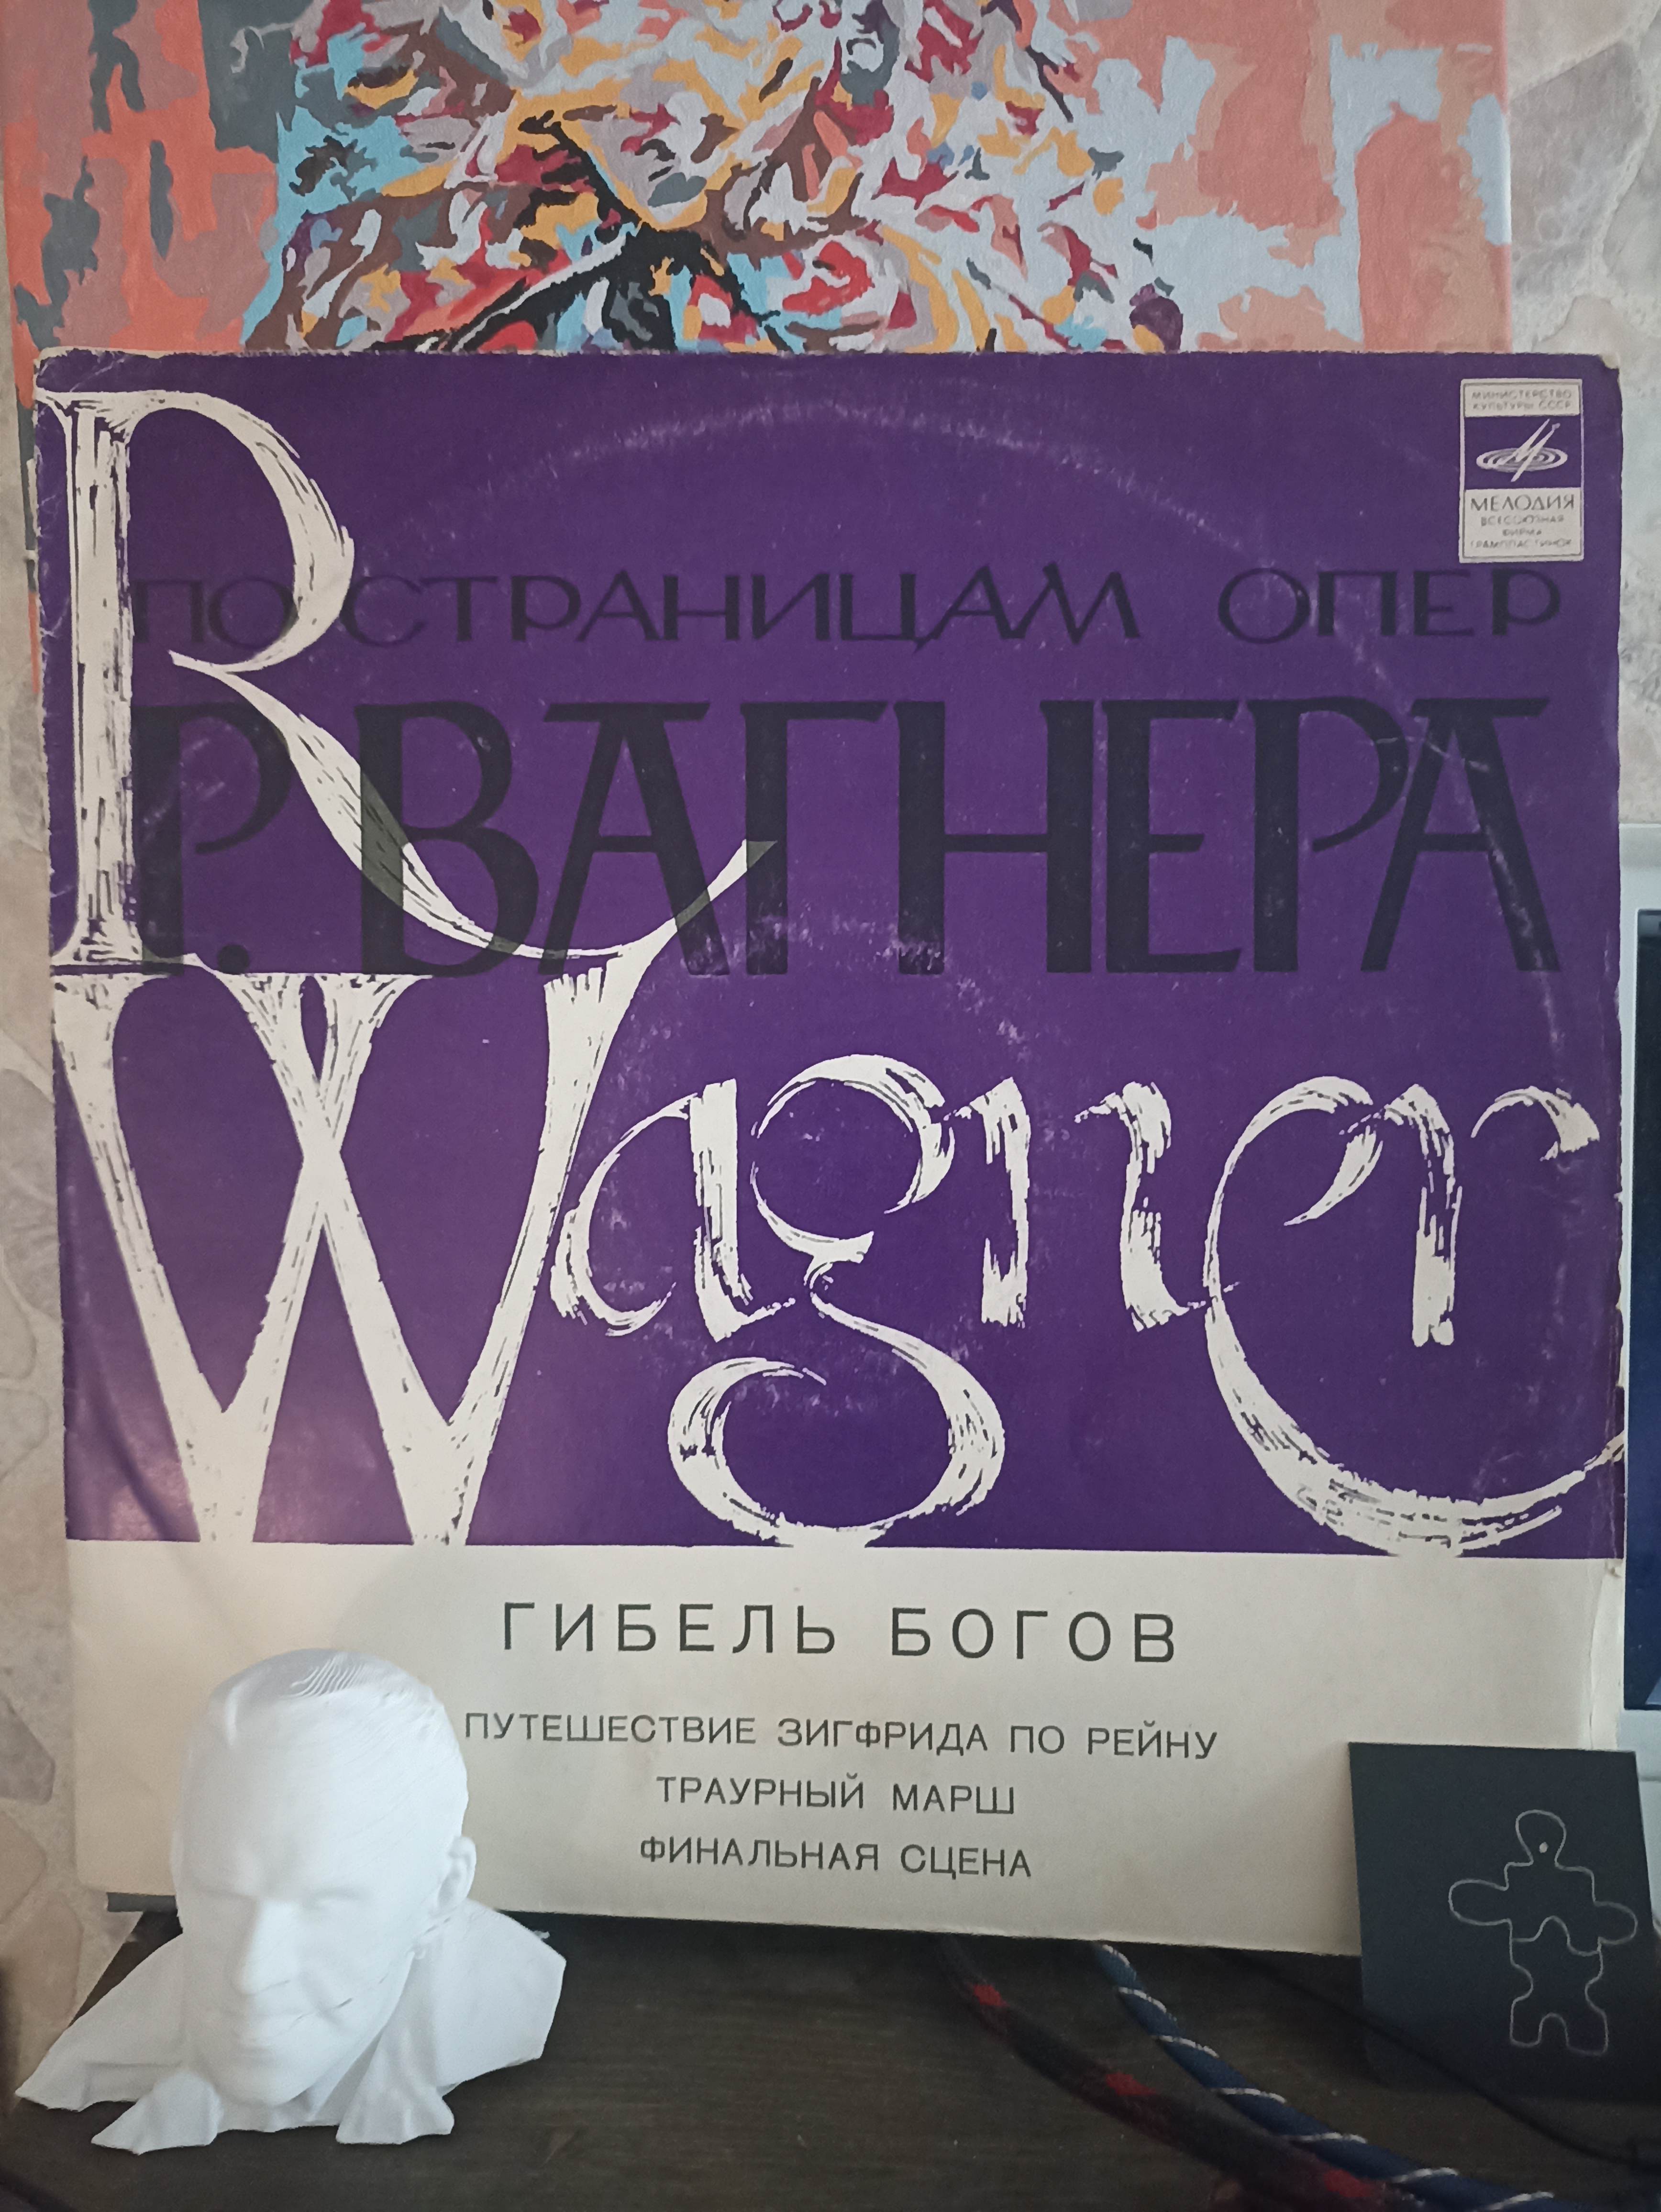 МИНИСТЕРСТВО
КУЛЬТУРЫ СССР
МЕЛОДИЯ
ВСЕСОЮЗНАЯ
ФИРМА
ГРАМПЛАСТИНОК
ПО СТРАНИЦАМ ОПЕР
Р. ВАГНЕРА
R
Wagner
ГИБЕЛЬ БОГОВ
ПУТЕШЕСТВИЕ ЗИГФРИДА ПО РЕЙНУ
ТРАУРНЫЙ МАРШ
ФИНАЛЬНАЯ СЦЕНА